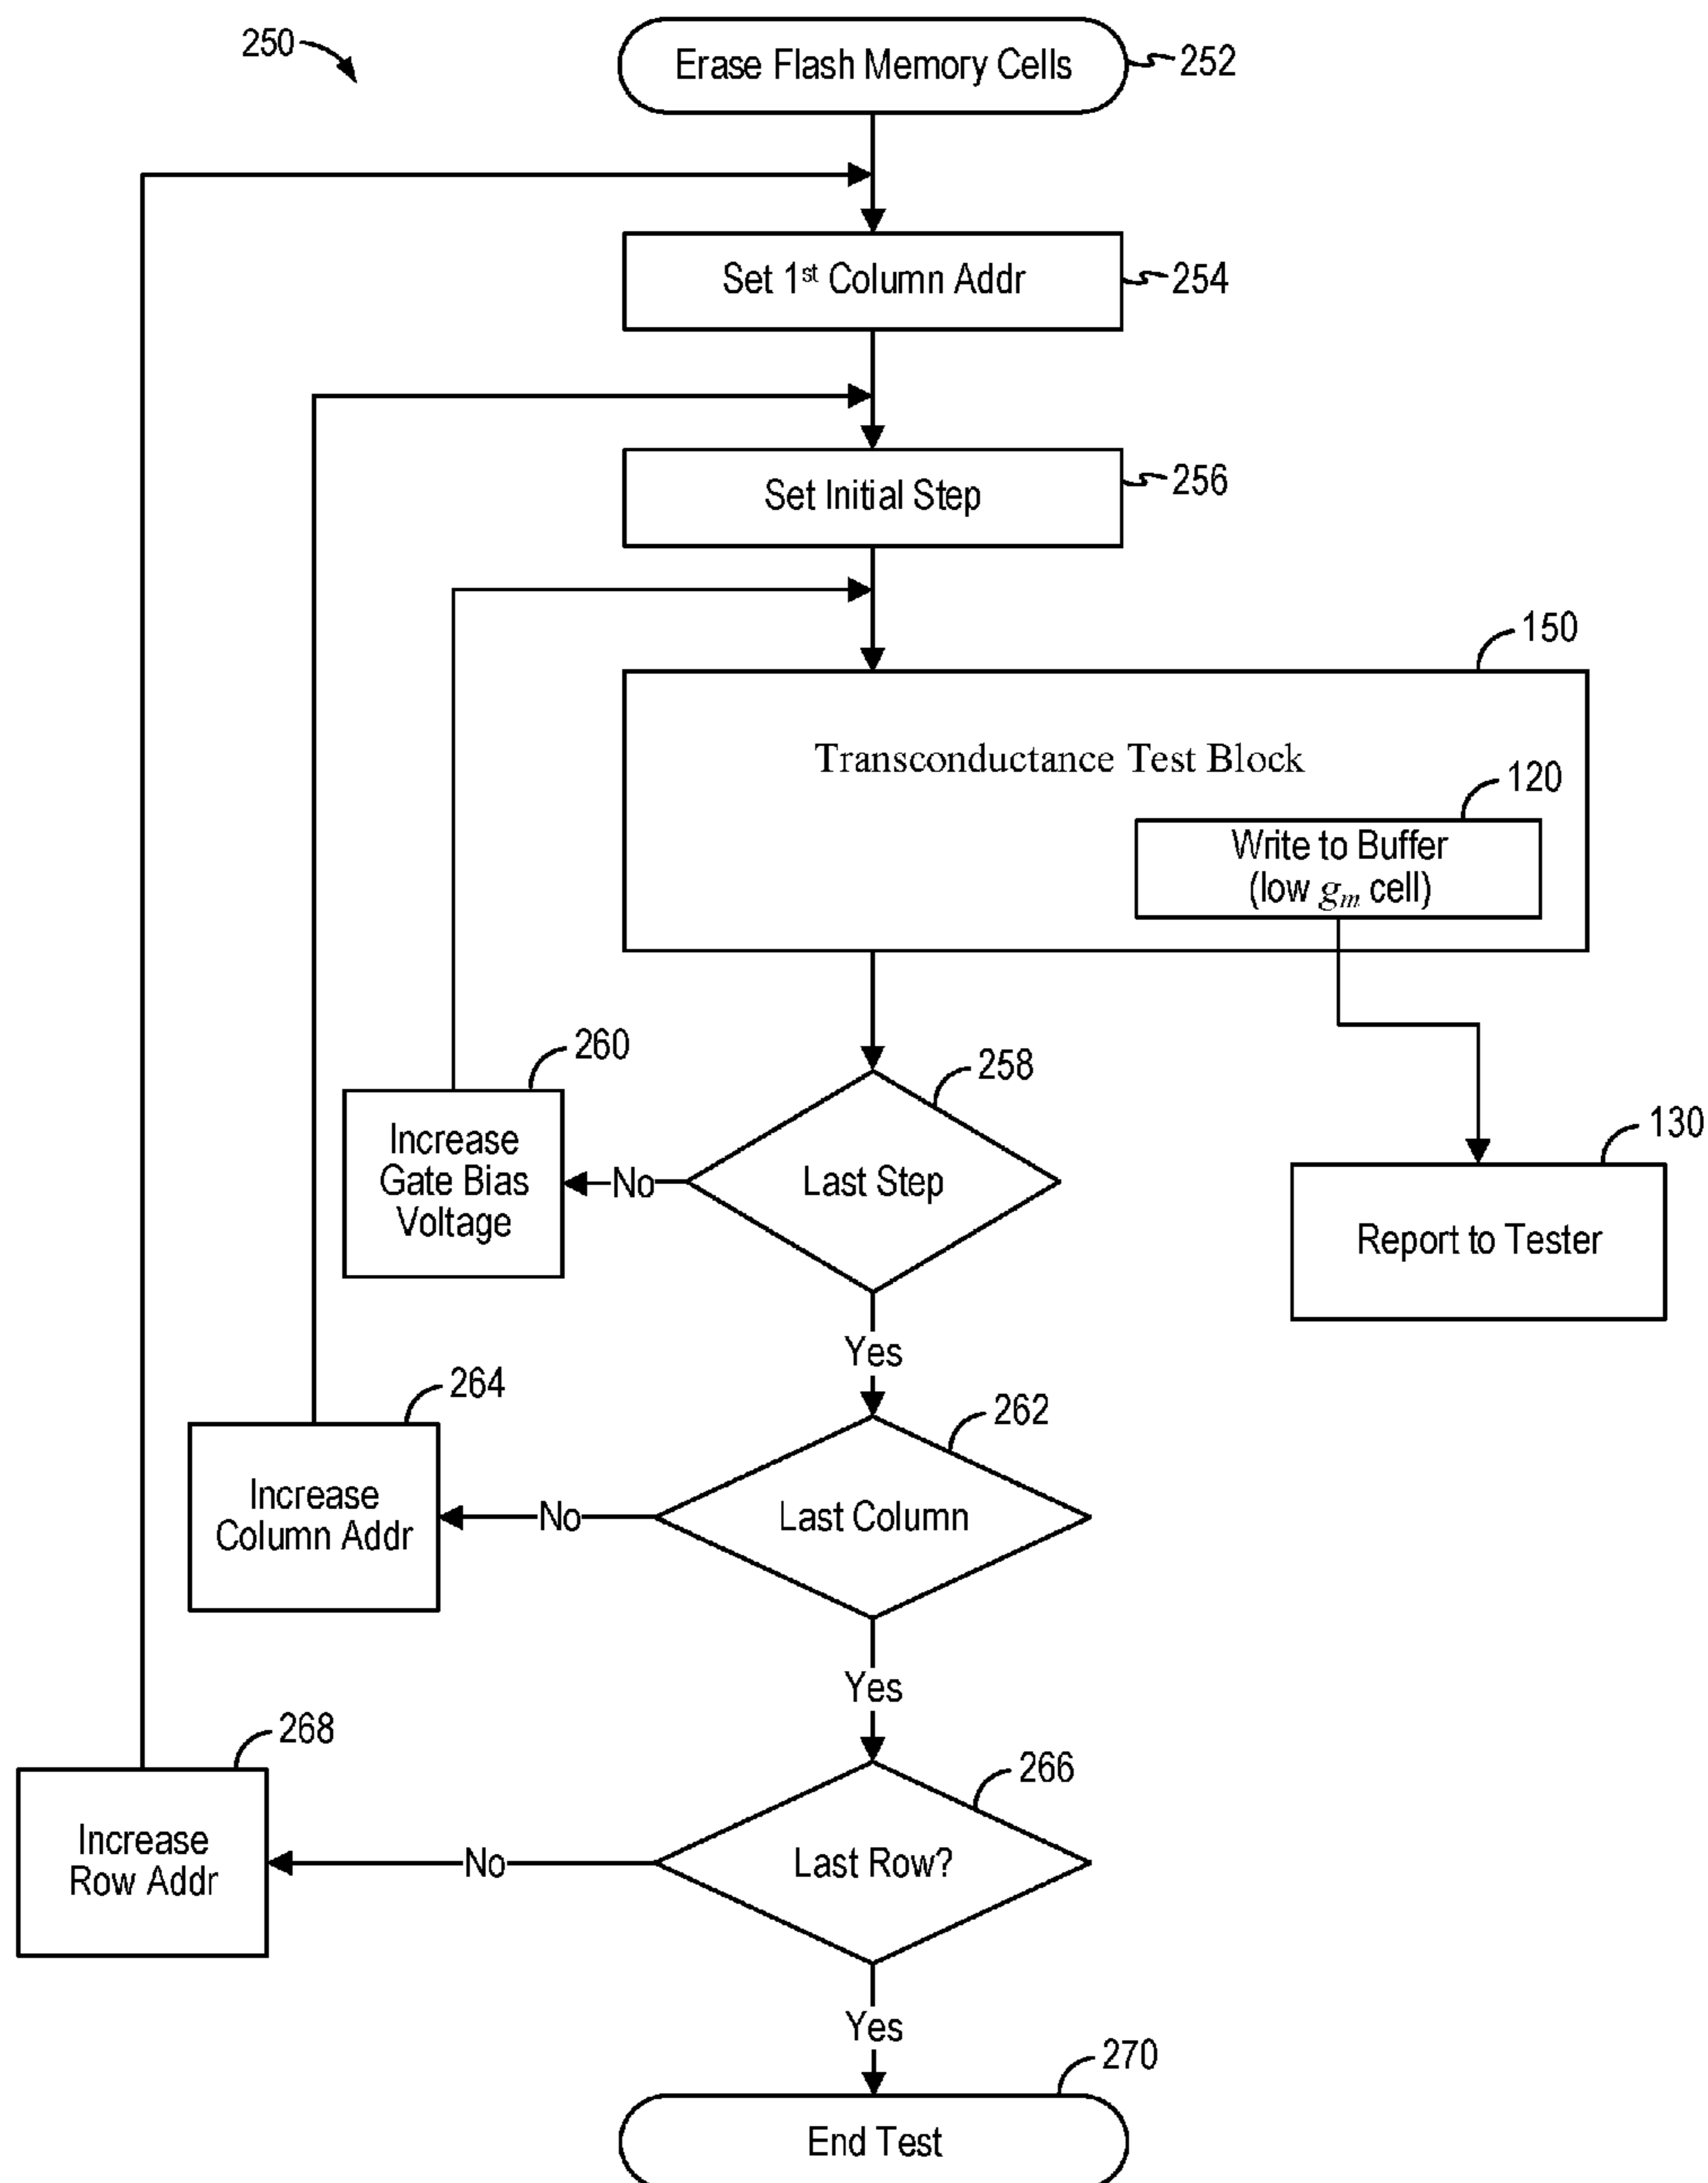 250
Erase Flash Memory Cells
252
Set 1st Column Addr
254
Set Initial Step
256
150
Transconductance Test Block
120
Write to Buffer
(low gm cell)
260
258
130
Increase
Gate Bias
Voltage
No
Last Step
Report to Tester
Yes
264
262
Increase
Column Addr
No
Last Column
Yes
268
266
Increase
Row Addr
No
Last Row?
Yes
270
End Test